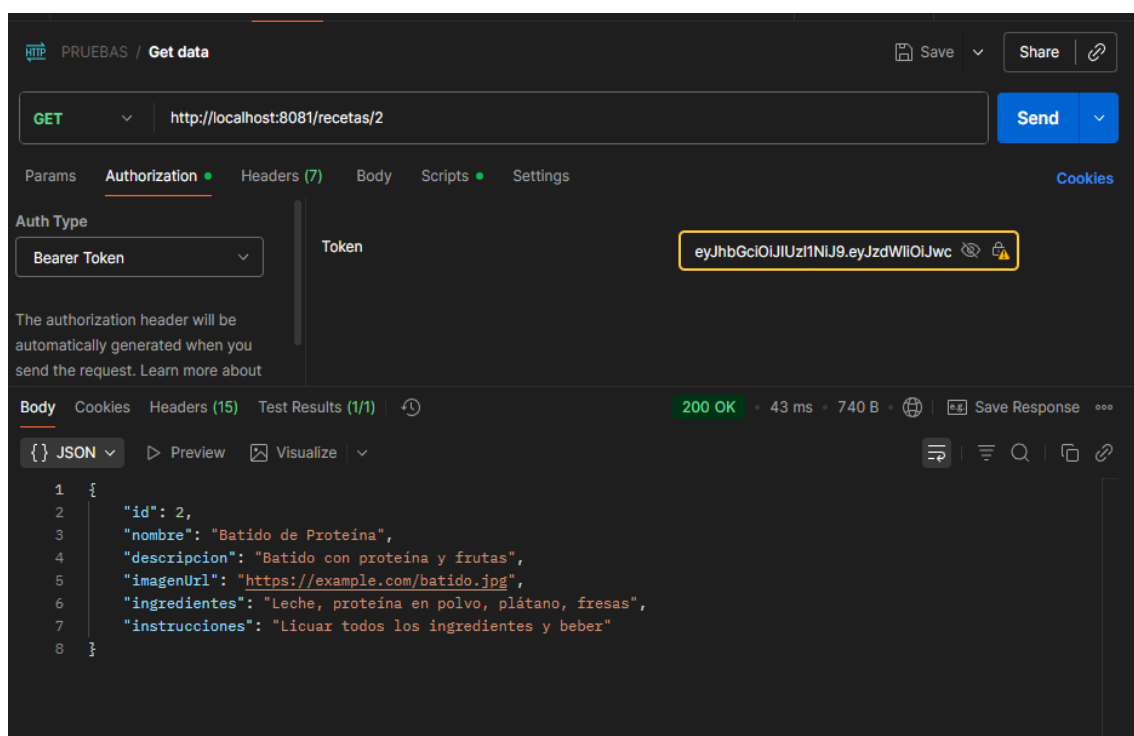 HTTP PRUEBAS / Get data Save Share
GET http://localhost:8081/recetas/2 Send
Params Authorization Headers (7) Body Scripts Settings Cookies
Auth Type
Bearer Token
Token eyJhbGciOiJIUzI1NiJ9.eyJzdWIiOiJwc
The authorization header will be
automatically generated when you
send the request. Learn more about
Body Cookies Headers (15) Test Results (1/1) 200 OK • 43 ms • 740 B • e.g. Save Response
{} JSON Preview Visualize
1 {
2 "id": 2,
3 "nombre": "Batido de Proteína",
4 "descripcion": "Batido con proteína y frutas",
5 "imagenUrl": "https://example.com/batido.jpg",
6 "ingredientes": "Leche, proteína en polvo, plátano, fresas",
7 "instrucciones": "Licuar todos los ingredientes y beber"
8 }